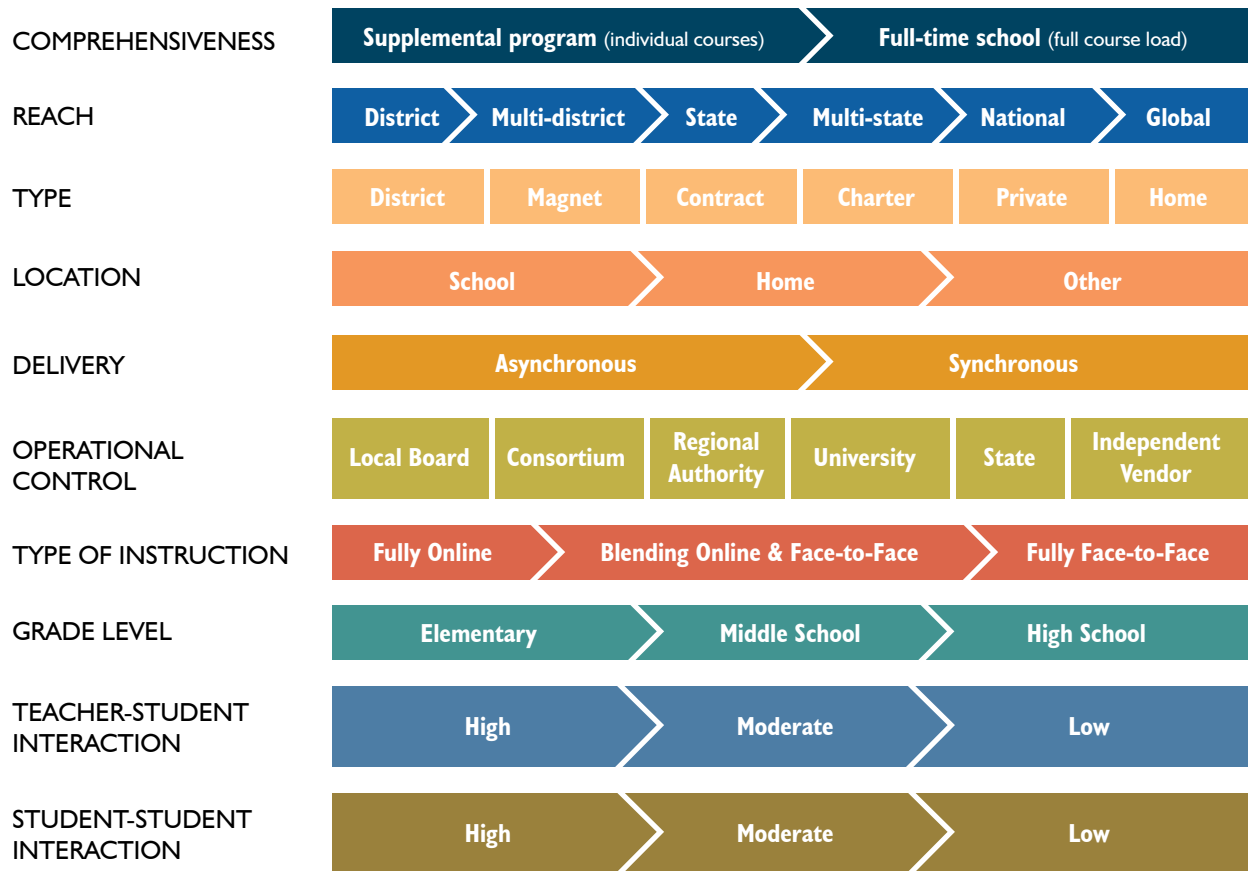 COMPREHENSIVENESS
Supplemental program (individual courses) Full-time school (full course load)
REACH
District Multi-district State Multi-state National Global
TYPE
District Magnet Contract Charter Private Home
LOCATION
School Home Other
DELIVERY
Asynchronous Synchronous
OPERATIONAL
CONTROL
Local Board Consortium Regional
Authority University State Independent
Vendor
TYPE OF INSTRUCTION
Fully Online Blending Online & Face-to-Face Fully Face-to-Face
GRADE LEVEL
Elementary Middle School High School
TEACHER-STUDENT
INTERACTION
High Moderate Low
STUDENT-STUDENT
INTERACTION
High Moderate Low